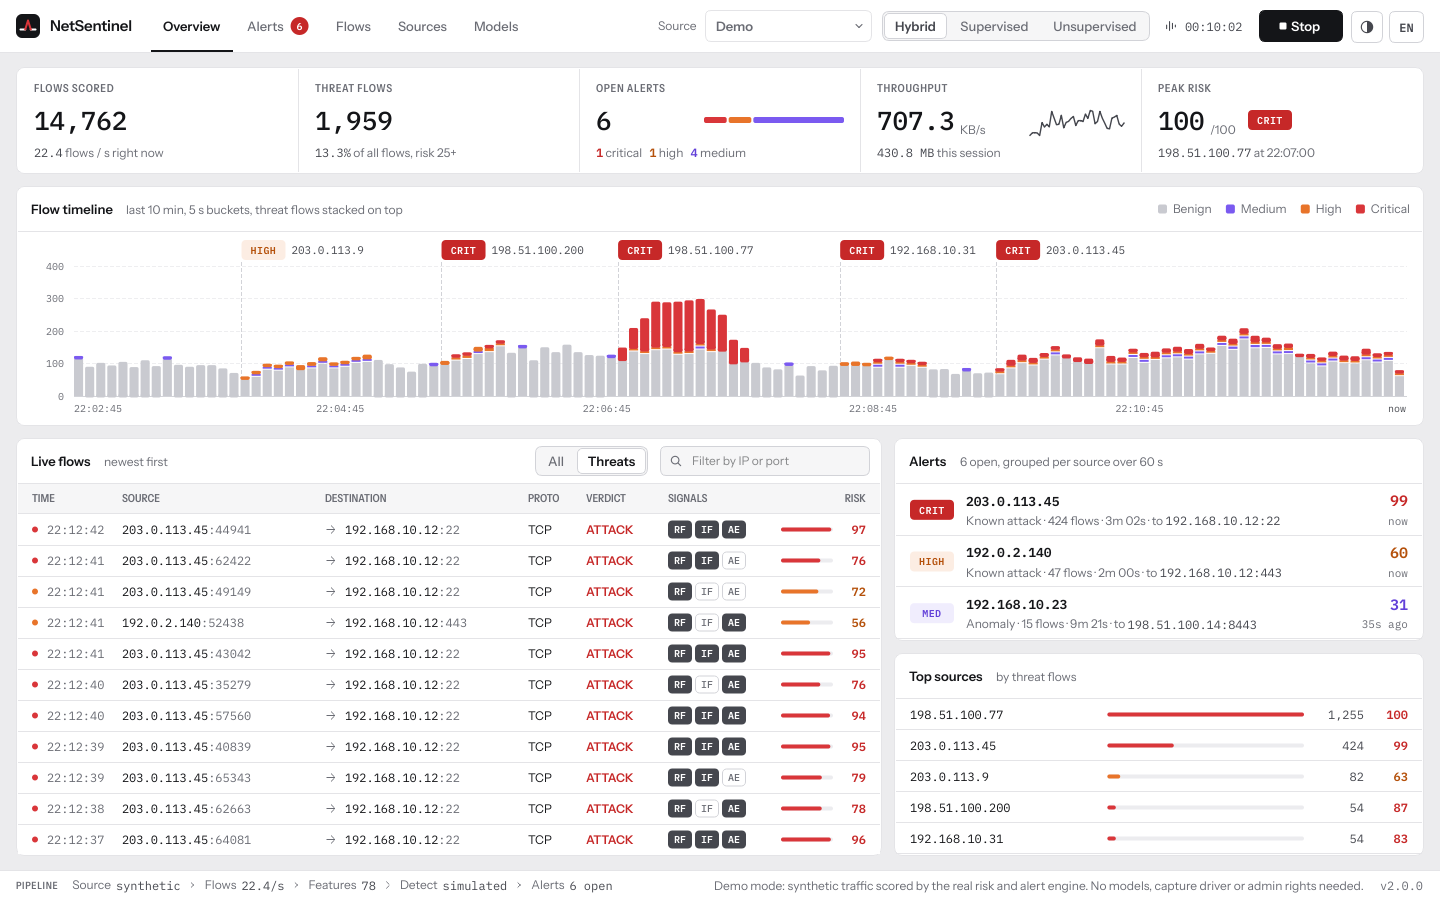 NetSentinel Overview Alerts 6 Flows Sources Models Source Demo Hybrid Supervised Unsupervised 00:10:02 Stop EN
FLOWS SCORED
14,762
22.4 flows / s right now
THREAT FLOWS
1,959
13.3% of all flows, risk 25+
OPEN ALERTS
6
1 critical 1 high 4 medium
THROUGHPUT
707.3 KB/s
430.8 MB this session
PEAK RISK
100 /100 CRIT
198.51.100.77 at 22:07:00
Flow timeline last 10 min, 5 s buckets, threat flows stacked on top Benign Medium High Critical
HIGH 203.0.113.9 CRIT 198.51.100.200 CRIT 198.51.100.77 CRIT 192.168.10.31 CRIT 203.0.113.45
400
300
200
100
0
22:02:45 22:04:45 22:06:45 22:08:45 22:10:45 now
Live flows newest first All Threats Filter by IP or port
TIME SOURCE DESTINATION PROTO VERDICT SIGNALS RISK
22:12:42 203.0.113.45:44941 → 192.168.10.12:22 TCP ATTACK RF IF AE 97
22:12:41 203.0.113.45:62422 → 192.168.10.12:22 TCP ATTACK RF IF AE 76
22:12:41 203.0.113.45:49149 → 192.168.10.12:22 TCP ATTACK RF IF AE 72
22:12:41 192.0.2.140:52438 → 192.168.10.12:443 TCP ATTACK RF IF AE 56
22:12:41 203.0.113.45:43042 → 192.168.10.12:22 TCP ATTACK RF IF AE 95
22:12:40 203.0.113.45:35279 → 192.168.10.12:22 TCP ATTACK RF IF AE 76
22:12:40 203.0.113.45:57560 → 192.168.10.12:22 TCP ATTACK RF IF AE 94
22:12:39 203.0.113.45:40839 → 192.168.10.12:22 TCP ATTACK RF IF AE 95
22:12:39 203.0.113.45:65343 → 192.168.10.12:22 TCP ATTACK RF IF AE 79
22:12:38 203.0.113.45:62663 → 192.168.10.12:22 TCP ATTACK RF IF AE 78
22:12:37 203.0.113.45:64081 → 192.168.10.12:22 TCP ATTACK RF IF AE 96
Alerts 6 open, grouped per source over 60 s
CRIT 203.0.113.45 99
Known attack · 424 flows · 3m 02s · to 192.168.10.12:22 now
HIGH 192.0.2.140 60
Known attack · 47 flows · 2m 00s · to 192.168.10.12:443 now
MED 192.168.10.23 31
Anomaly · 15 flows · 9m 21s · to 198.51.100.14:8443 35s ago
Top sources by threat flows
198.51.100.77 1,255 100
203.0.113.45 424 99
203.0.113.9 82 63
198.51.100.200 54 87
192.168.10.31 54 83
PIPELINE Source synthetic › Flows 22.4/s › Features 78 › Detect simulated › Alerts 6 open Demo mode: synthetic traffic scored by the real risk and alert engine. No models, capture driver or admin rights needed. v2.0.0